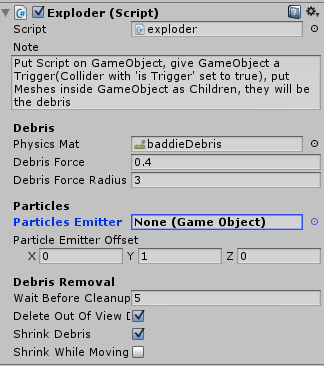 Exploder (Script)
Script exploder
Note
Put Script on GameObject, give GameObject a
Trigger(Collider with 'is Trigger' set to true), put
Meshes inside GameObject as Children, they will be
the debris
Debris
Physics Mat baddieDebris
Debris Force 0.4
Debris Force Radius 3
Particles
Particles Emitter None (Game Object)
Particle Emitter Offset
X 0 Y 1 Z 0
Debris Removal
Wait Before Cleanup 5
Delete Out Of View D
Shrink Debris
Shrink While Moving